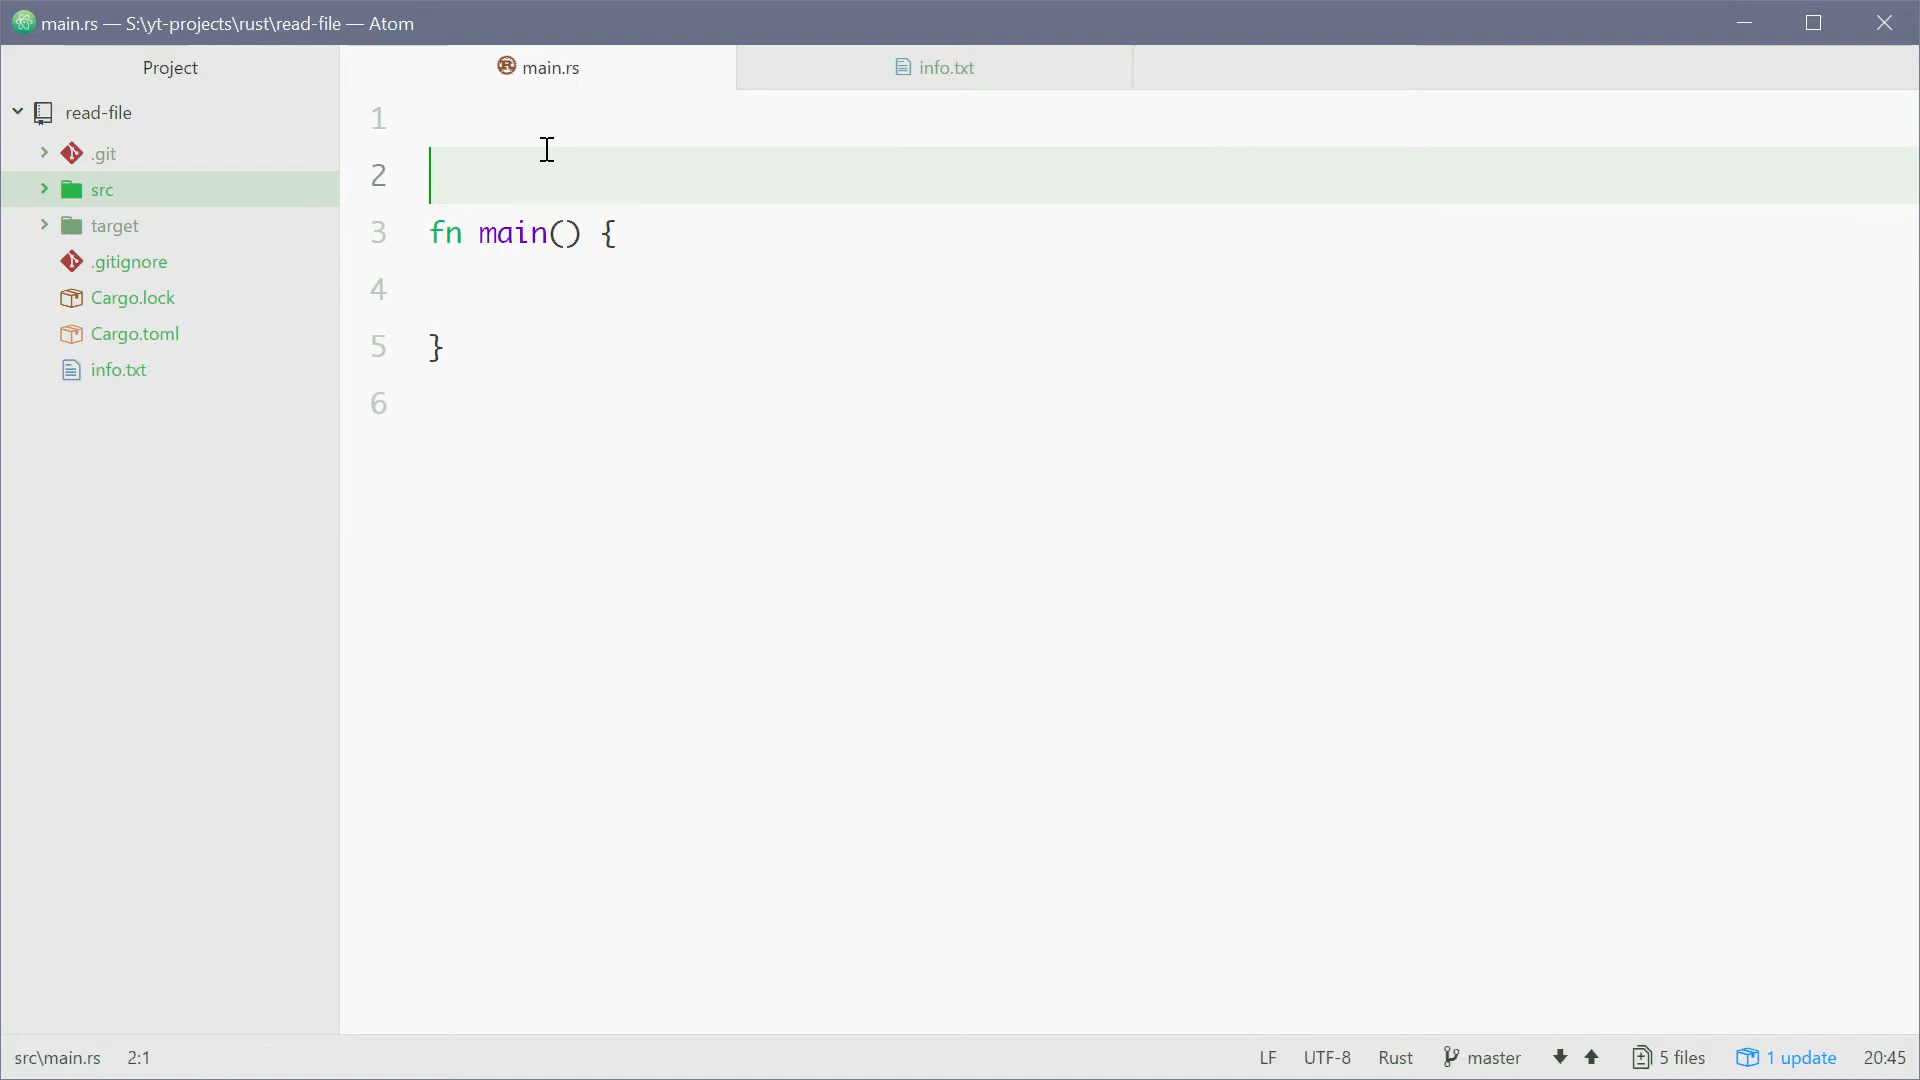 main.rs — S:\yt-projects\rust\read-file — Atom
Project
main.rs
info.txt
read-file
.git
src
target
.gitignore
Cargo.lock
Cargo.toml
info.txt
1
2
3 fn main() {
4
5 }
6
src\main.rs 2:1
LF UTF-8 Rust master 5 files 1 update 20:45